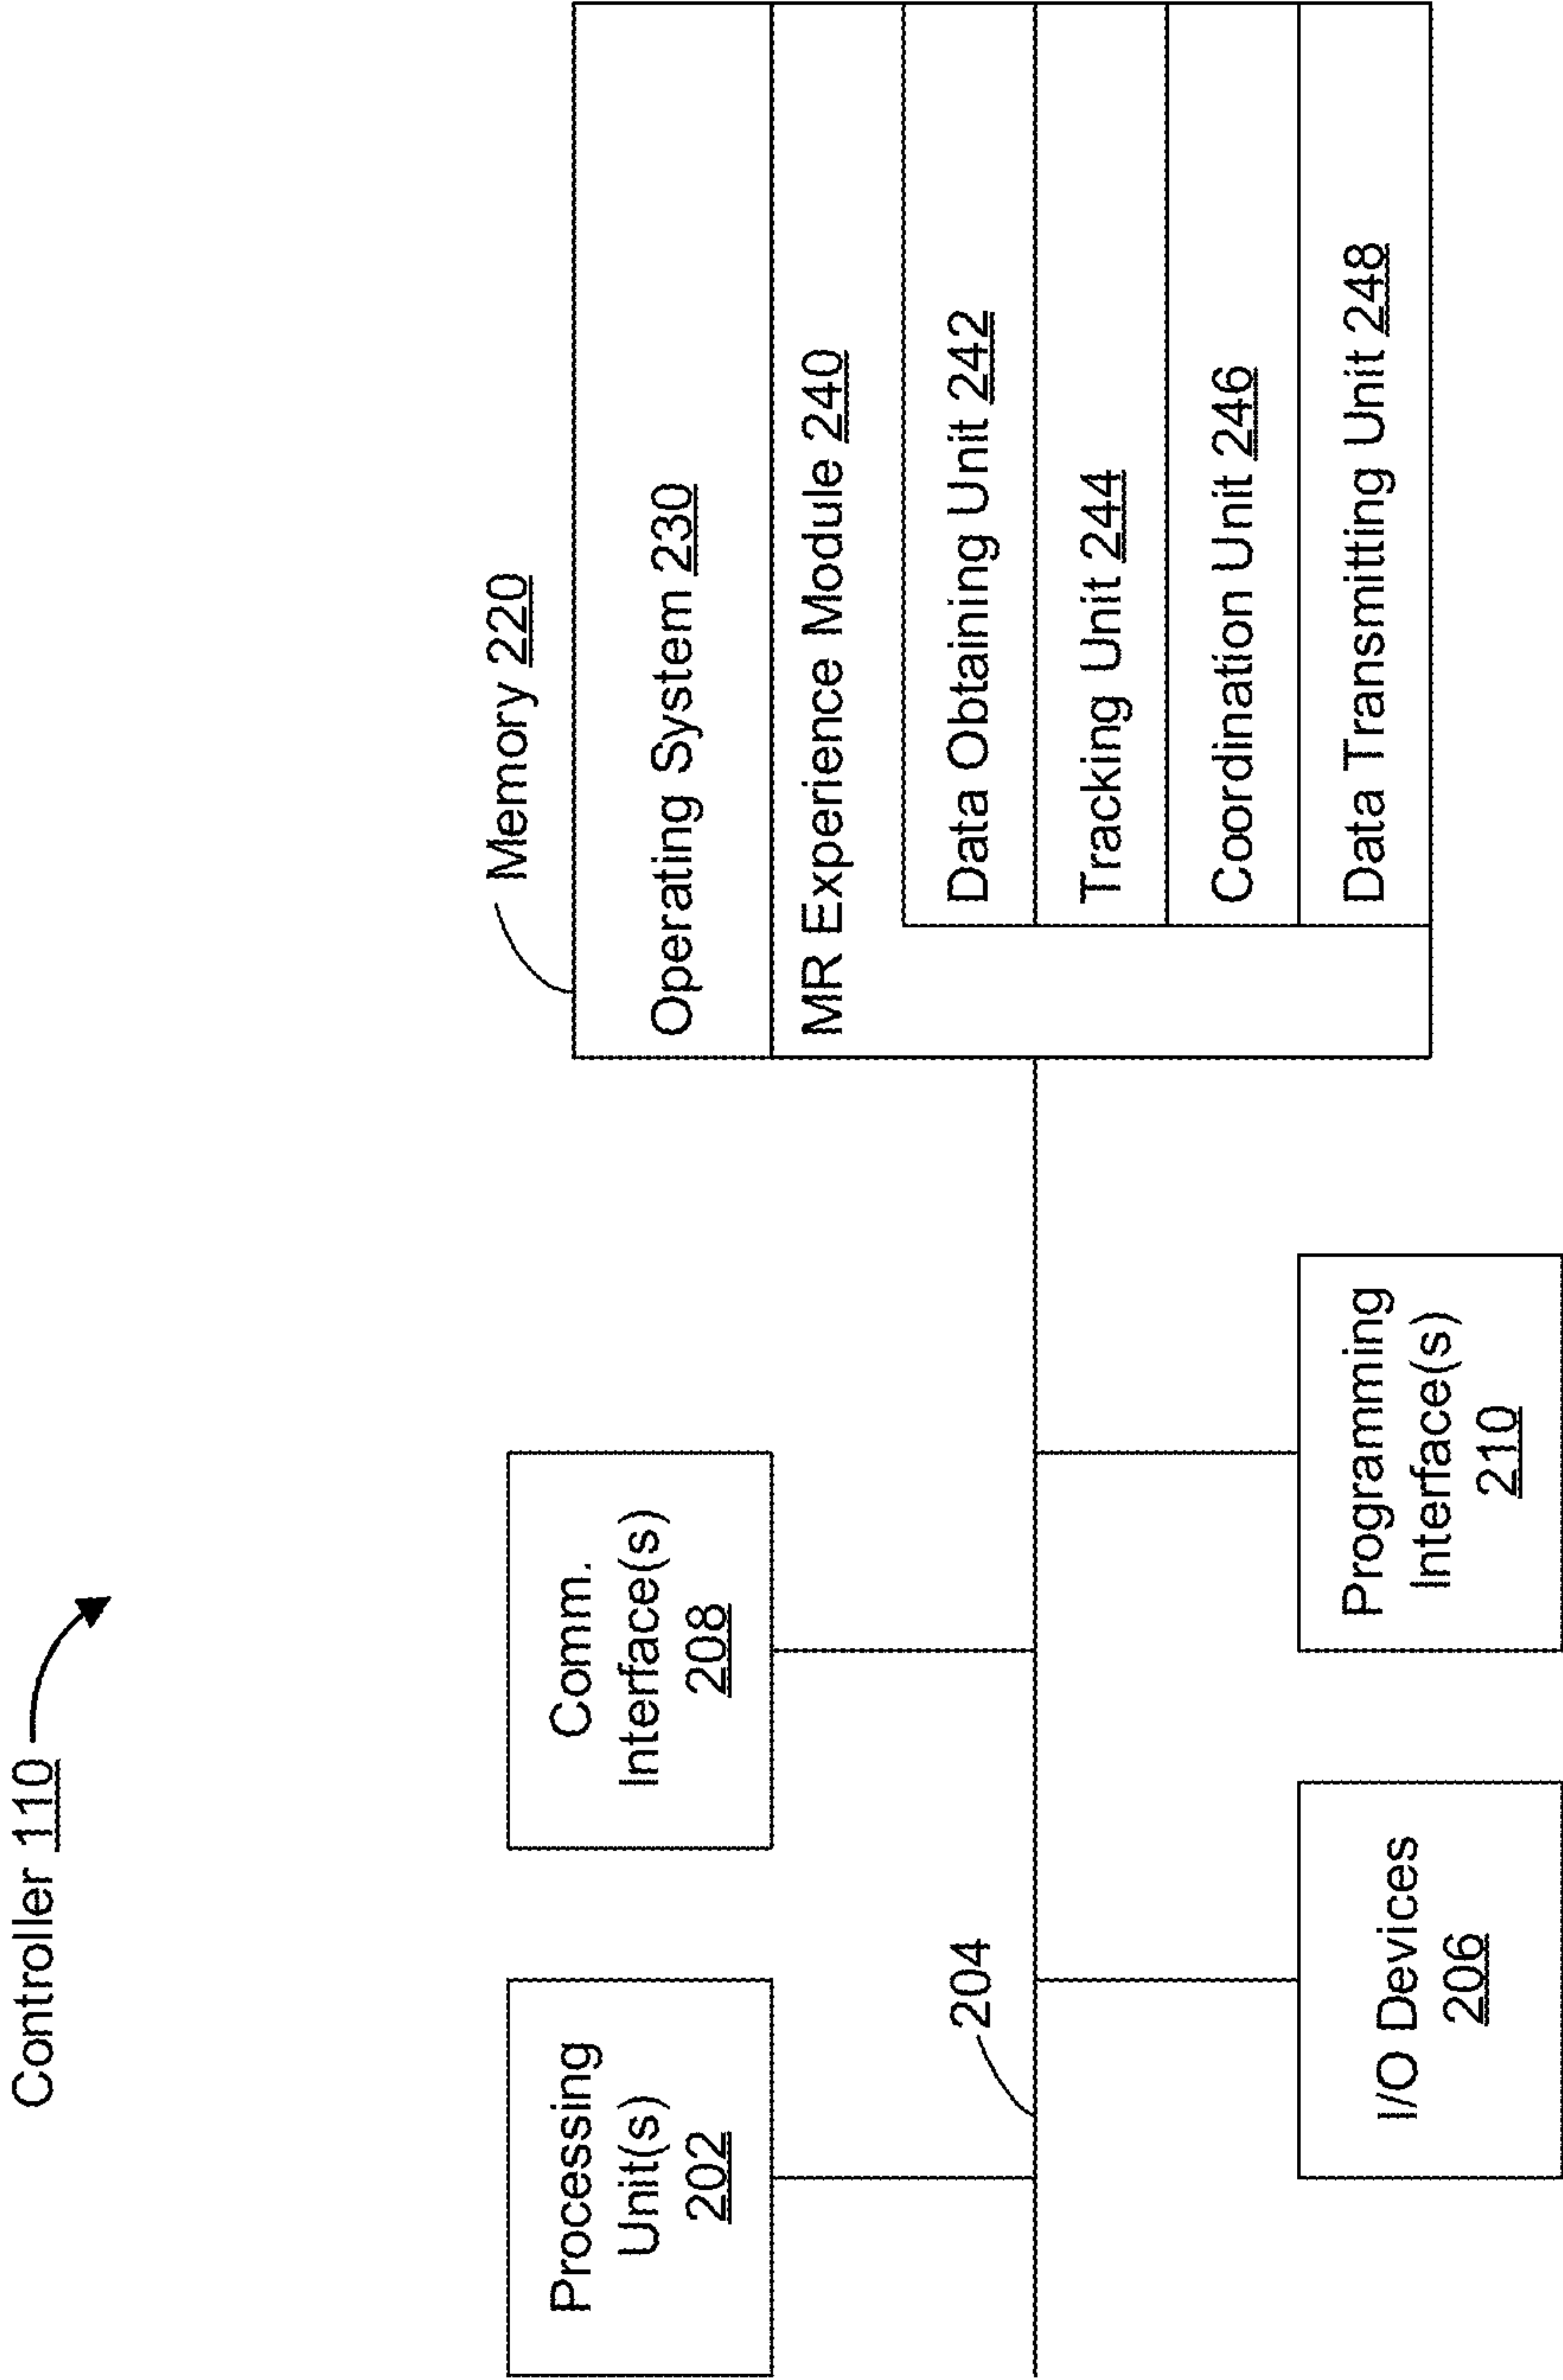 Controller 110
Processing
Unit(s)
202
Comm.
Interface(s)
208
Memory 220
Operating System 230
MR Experience Module 240
Data Obtaining Unit 242
Tracking Unit 244
Coordination Unit 246
Data Transmitting Unit 248
204
I/O Devices
206
Programming
Interface(s)
210